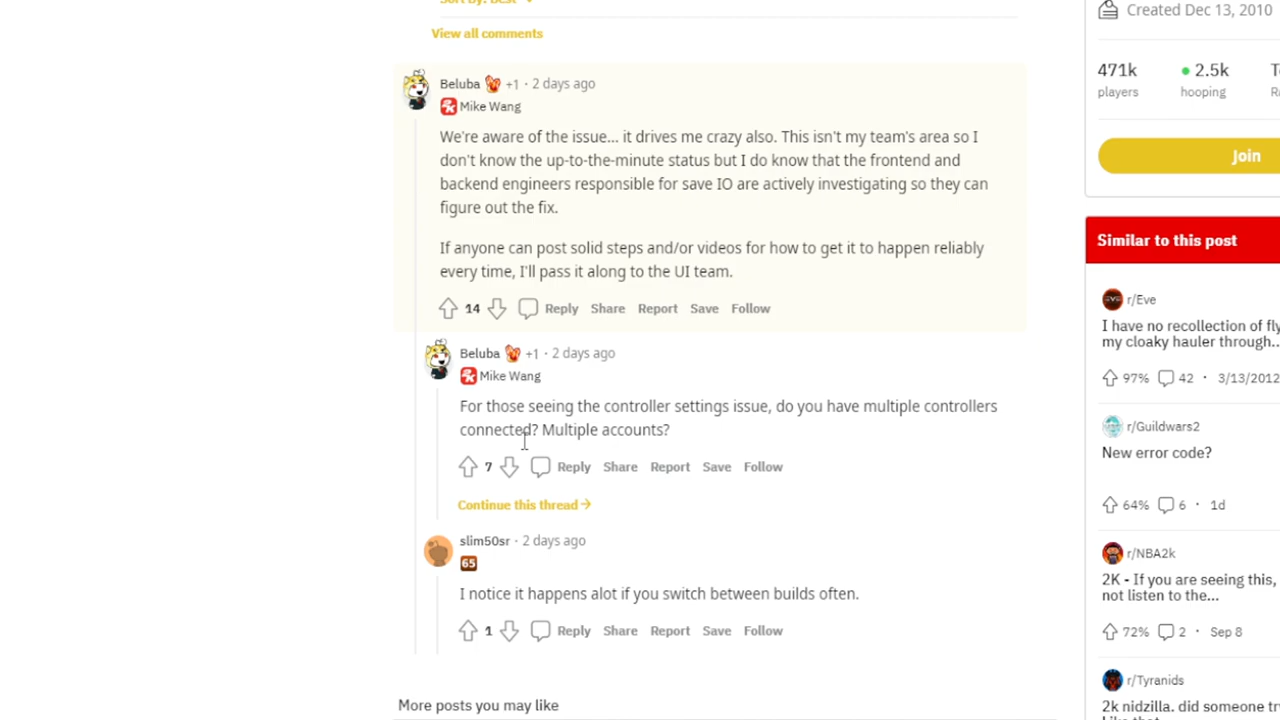 Created Dec 13, 2010
View all comments
471k
2.5k
players
hooping
Join
Beluba +1 · 2 days ago
Mike Wang
We're aware of the issue... it drives me crazy also. This isn't my team's area so I
don't know the up-to-the-minute status but I do know that the frontend and
backend engineers responsible for save IO are actively investigating so they can
figure out the fix.
If anyone can post solid steps and/or videos for how to get it to happen reliably
every time, I'll pass it along to the UI team.
14 Reply Share Report Save Follow
Beluba +1 · 2 days ago
Mike Wang
For those seeing the controller settings issue, do you have multiple controllers
connected? Multiple accounts?
7 Reply Share Report Save Follow
Continue this thread →
slim50sr · 2 days ago
65
I notice it happens alot if you switch between builds often.
1 Reply Share Report Save Follow
More posts you may like
Similar to this post
r/Eve
I have no recollection of fl
my cloaky hauler through...
97% 42 · 3/13/2012
r/Guildwars2
New error code?
64% 6 · 1d
r/NBA2k
2K - If you are seeing this,
not listen to the...
72% 2 · Sep 8
r/Tyranids
2k nidzilla. did someone tr